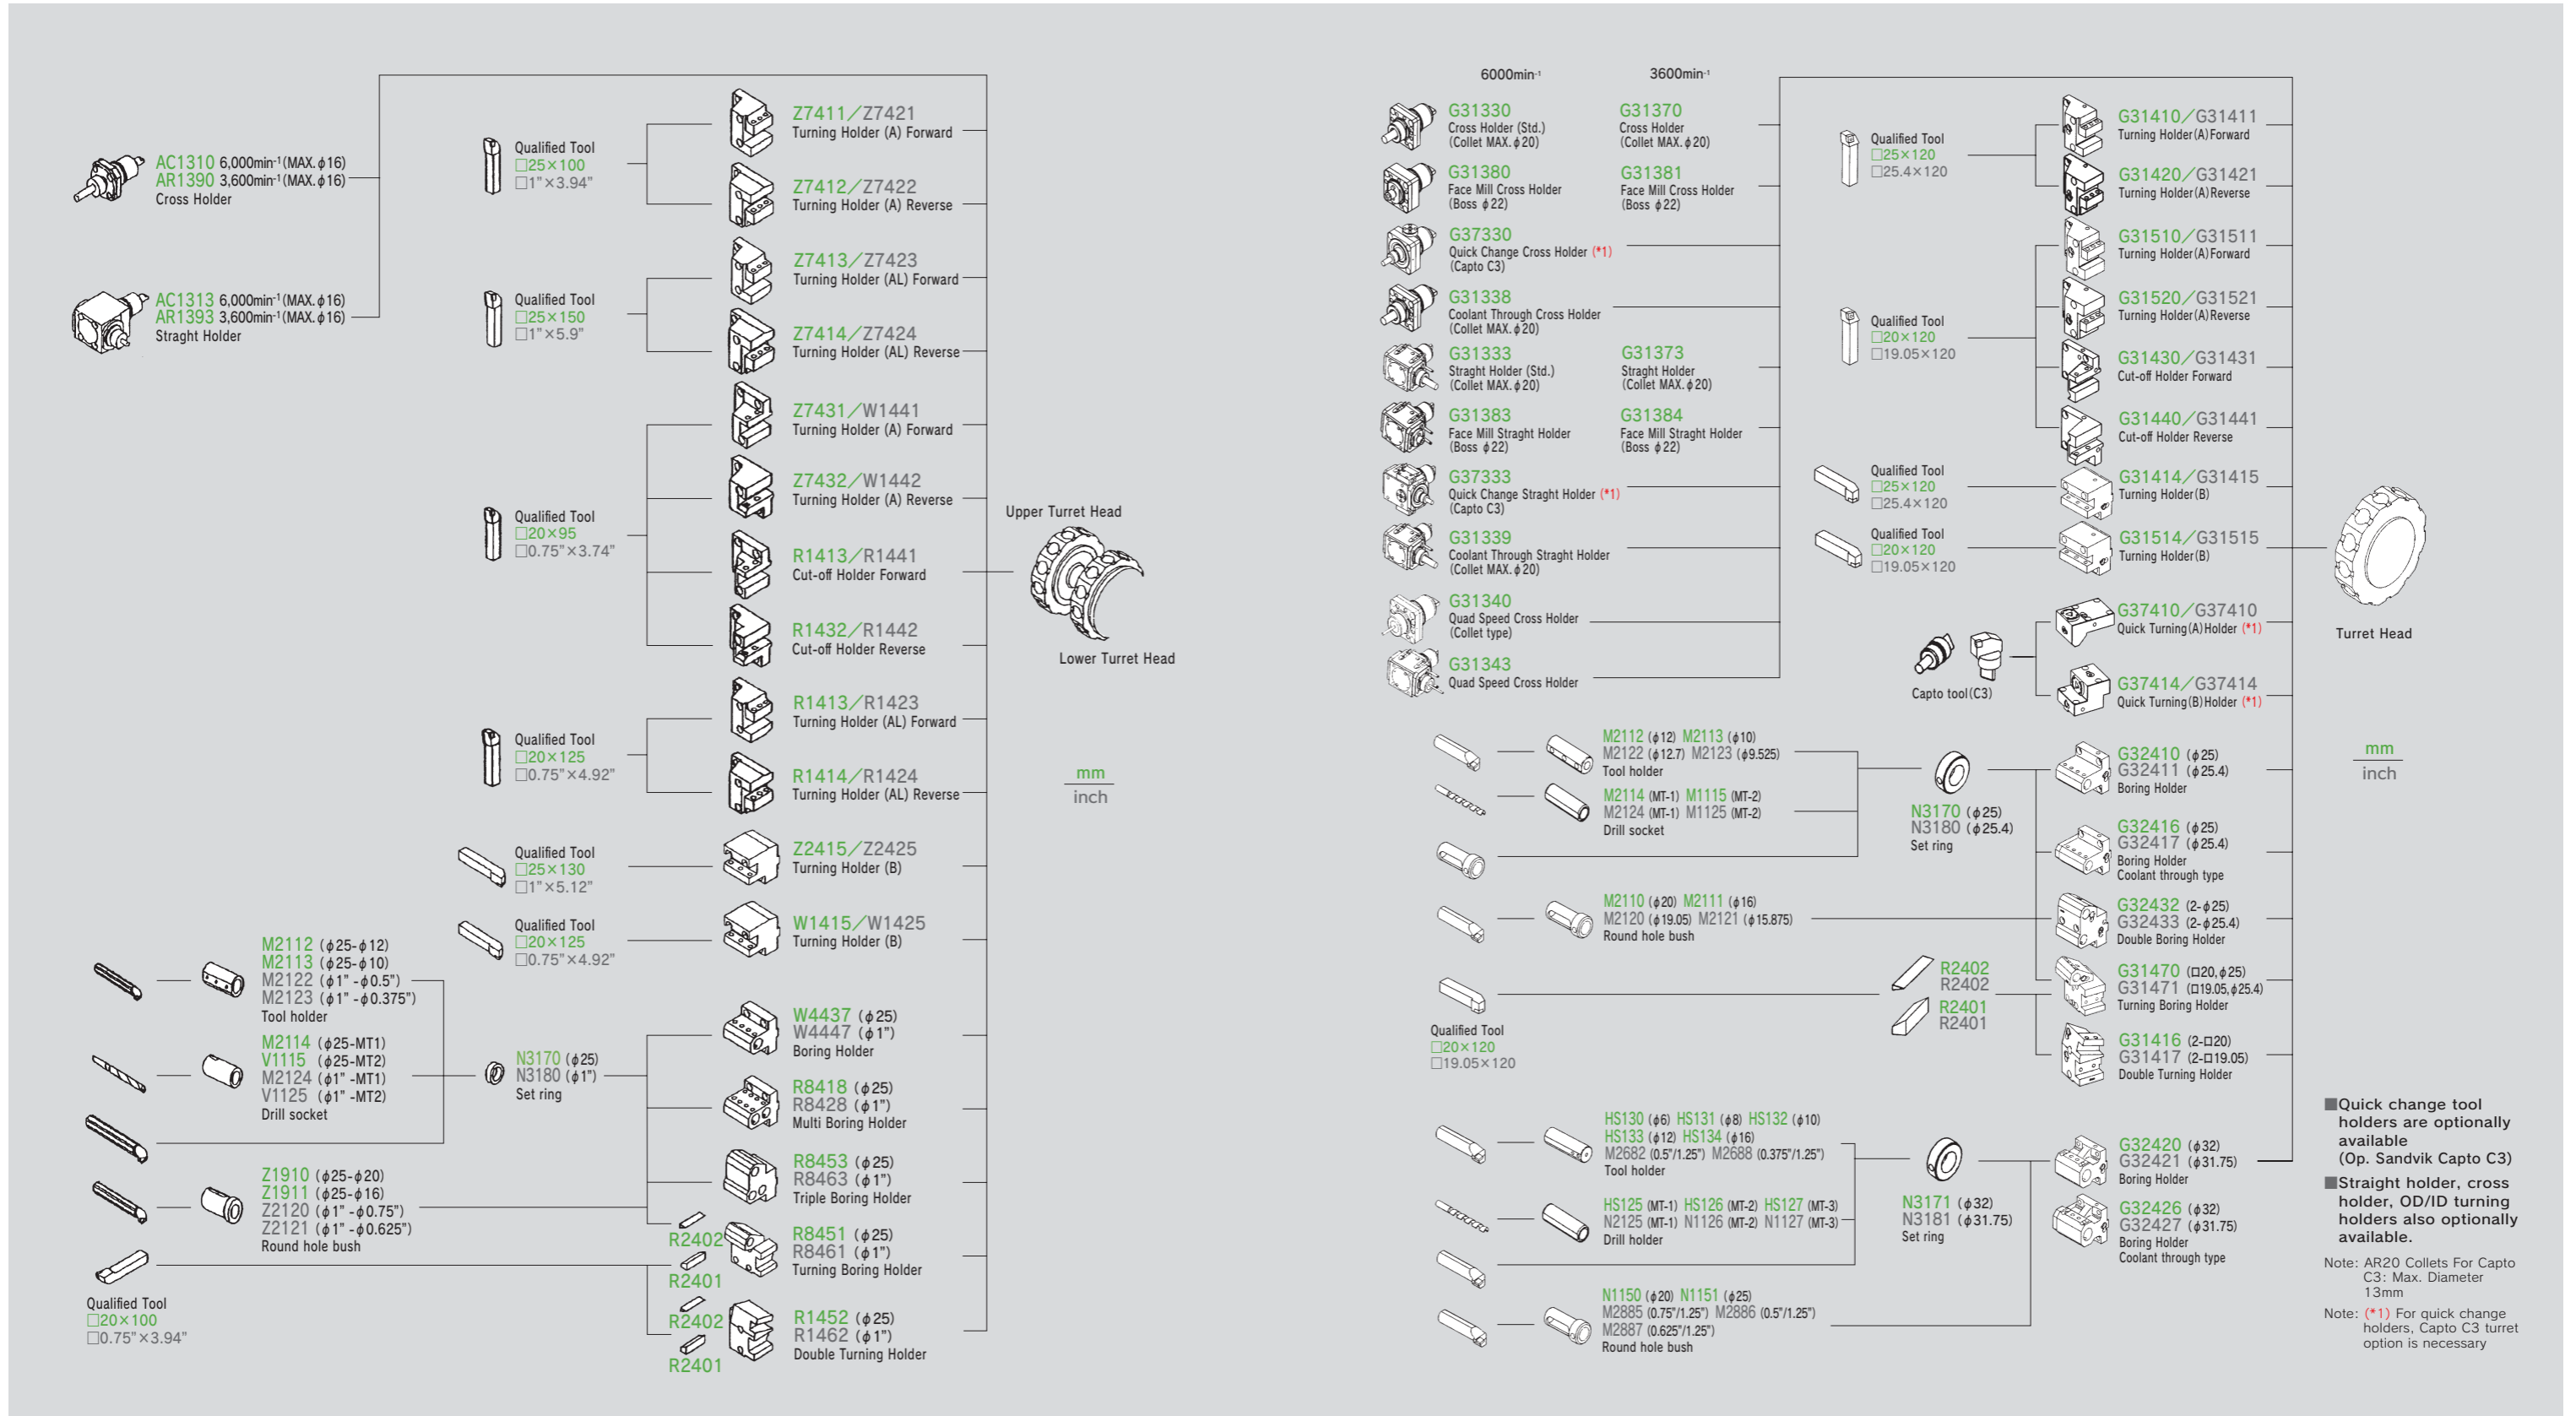 AC1310 6,000min-1(MAX.φ16)
AR1390 3,600min-1(MAX.φ16)
Cross Holder
AC1313 6,000min-1(MAX.φ16)
AR1393 3,600min-1(MAX.φ16)
Straght Holder
Qualified Tool
□25×100
□1"×3.94"
Z7411/Z7421
Turning Holder (A) Forward
Z7412/Z7422
Turning Holder (A) Reverse
Qualified Tool
□25×150
□1"×5.9"
Z7413/Z7423
Turning Holder (AL) Forward
Z7414/Z7424
Turning Holder (AL) Reverse
Qualified Tool
□20×95
□0.75"×3.74"
Z7431/W1441
Turning Holder (A) Forward
Z7432/W1442
Turning Holder (A) Reverse
R1413/R1441
Cut-off Holder Forward
R1432/R1442
Cut-off Holder Reverse
Qualified Tool
□20×125
□0.75"×4.92"
R1413/R1423
Turning Holder (AL) Forward
R1414/R1424
Turning Holder (AL) Reverse
Qualified Tool
□25×130
□1"×5.12"
Z2415/Z2425
Turning Holder (B)
Qualified Tool
□20×125
□0.75"×4.92"
W1415/W1425
Turning Holder (B)
M2112 (φ25-φ12)
M2113 (φ25-φ10)
M2122 (φ1" -φ0.5")
M2123 (φ1" -φ0.375")
Tool holder
M2114 (φ25-MT1)
V1115 (φ25-MT2)
M2124 (φ1" -MT1)
V1125 (φ1" -MT2)
Drill socket
Z1910 (φ25-φ20)
Z1911 (φ25-φ16)
Z2120 (φ1" -φ0.75")
Z2121 (φ1" -φ0.625")
Round hole bush
Qualified Tool
□20×100
□0.75"×3.94"
N3170 (φ25)
N3180 (φ1")
Set ring
W4437 (φ25)
W4447 (φ1")
Boring Holder
R8418 (φ25)
R8428 (φ1")
Multi Boring Holder
R8453 (φ25)
R8463 (φ1")
Triple Boring Holder
R2402
R2401
R8451 (φ25)
R8461 (φ1")
Turning Boring Holder
R2402
R2401
R1452 (φ25)
R1462 (φ1")
Double Turning Holder
Upper Turret Head
Lower Turret Head
mm
inch
6000min-1
3600min-1
G31330
Cross Holder (Std.)
(Collet MAX.φ20)
G31370
Cross Holder
(Collet MAX.φ20)
G31380
Face Mill Cross Holder
(Boss φ22)
G31381
Face Mill Cross Holder
(Boss φ22)
G37330
Quick Change Cross Holder (*1)
(Capto C3)
G31338
Coolant Through Cross Holder
(Collet MAX.φ20)
G31333
Straght Holder (Std.)
(Collet MAX.φ20)
G31373
Straght Holder
(Collet MAX.φ20)
G31383
Face Mill Straght Holder
(Boss φ22)
G31384
Face Mill Straght Holder
(Boss φ22)
G37333
Quick Change Straght Holder (*1)
(Capto C3)
G31339
Coolant Through Straght Holder
(Collet MAX.φ20)
G31340
Quad Speed Cross Holder
(Collet type)
G31343
Quad Speed Cross Holder
Qualified Tool
□25×120
□25.4×120
G31410/G31411
Turning Holder(A)Forward
G31420/G31421
Turning Holder(A)Reverse
Qualified Tool
□20×120
□19.05×120
G31510/G31511
Turning Holder(A)Forward
G31520/G31521
Turning Holder(A)Reverse
G31430/G31431
Cut-off Holder Forward
G31440/G31441
Cut-off Holder Reverse
Qualified Tool
□25×120
□25.4×120
G31414/G31415
Turning Holder(B)
Qualified Tool
□20×120
□19.05×120
G31514/G31515
Turning Holder(B)
Capto tool(C3)
G37410/G37410
Quick Turning(A)Holder (*1)
G37414/G37414
Quick Turning(B)Holder (*1)
M2112 (φ12) M2113 (φ10)
M2122 (φ12.7) M2123 (φ9.525)
Tool holder
M2114 (MT-1) M1115 (MT-2)
M2124 (MT-1) M1125 (MT-2)
Drill socket
N3170 (φ25)
N3180 (φ25.4)
Set ring
M2110 (φ20) M2111 (φ16)
M2120 (φ19.05) M2121 (φ15.875)
Round hole bush
Qualified Tool
□20×120
□19.05×120
R2402
R2402
R2401
R2401
G32410 (φ25)
G32411 (φ25.4)
Boring Holder
G32416 (φ25)
G32417 (φ25.4)
Boring Holder
Coolant through type
G32432 (2-φ25)
G32433 (2-φ25.4)
Double Boring Holder
G31470 (□20,φ25)
G31471 (□19.05,φ25.4)
Turning Boring Holder
G31416 (2-□20)
G31417 (2-□19.05)
Double Turning Holder
HS130 (φ6) HS131 (φ8) HS132 (φ10)
HS133 (φ12) HS134 (φ16)
M2682 (0.5"/1.25") M2688 (0.375"/1.25")
Tool holder
HS125 (MT-1) HS126 (MT-2) HS127 (MT-3)
N2125 (MT-1) N1126 (MT-2) N1127 (MT-3)
Drill holder
N1150 (φ20) N1151 (φ25)
M2885 (0.75"/1.25") M2886 (0.5"/1.25")
M2887 (0.625"/1.25")
Round hole bush
N3171 (φ32)
N3181 (φ31.75)
Set ring
G32420 (φ32)
G32421 (φ31.75)
Boring Holder
G32426 (φ32)
G32427 (φ31.75)
Boring Holder
Coolant through type
Turret Head
mm
inch
■Quick change tool
holders are optionally
available
(Op. Sandvik Capto C3)
■Straight holder, cross
holder, OD/ID turning
holders also optionally
available.
Note: AR20 Collets For Capto
C3: Max. Diameter
13mm
Note: (*1) For quick change
holders, Capto C3 turret
option is necessary